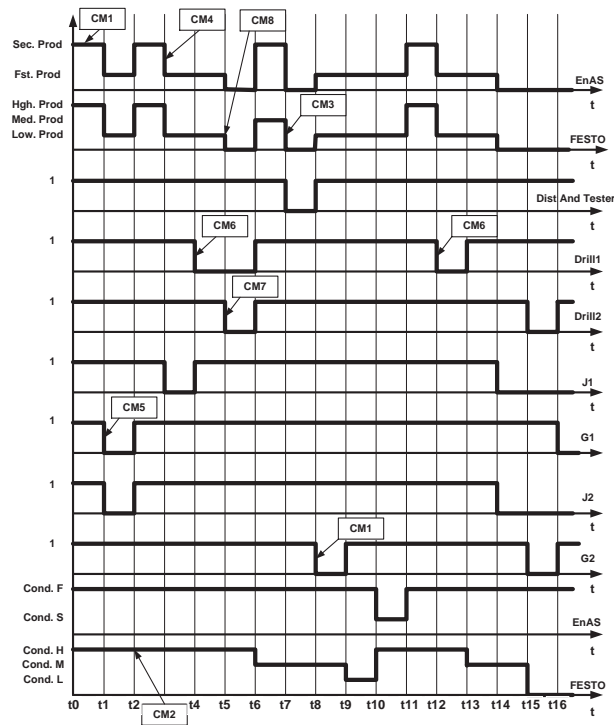 CM1
CM4
CM8
Sec. Prod
Fst. Prod
EnAS
t
Hgh. Prod
Med. Prod
Low. Prod
CM3
FESTO
t
1
Dist And Tester
t
1
CM6
CM6
Drill1
t
1
CM7
Drill2
t
1
J1
t
1
CM5
G1
t
1
J2
t
1
CM1
G2
t
Cond. F
Cond. S
EnAS
t
Cond. H
Cond. M
Cond. L
FESTO
t0 t1 t2 t3 t4 t5 t6 t7 t8 t9 t10 t11 t12 t13 t14 t15 t16
t
CM2